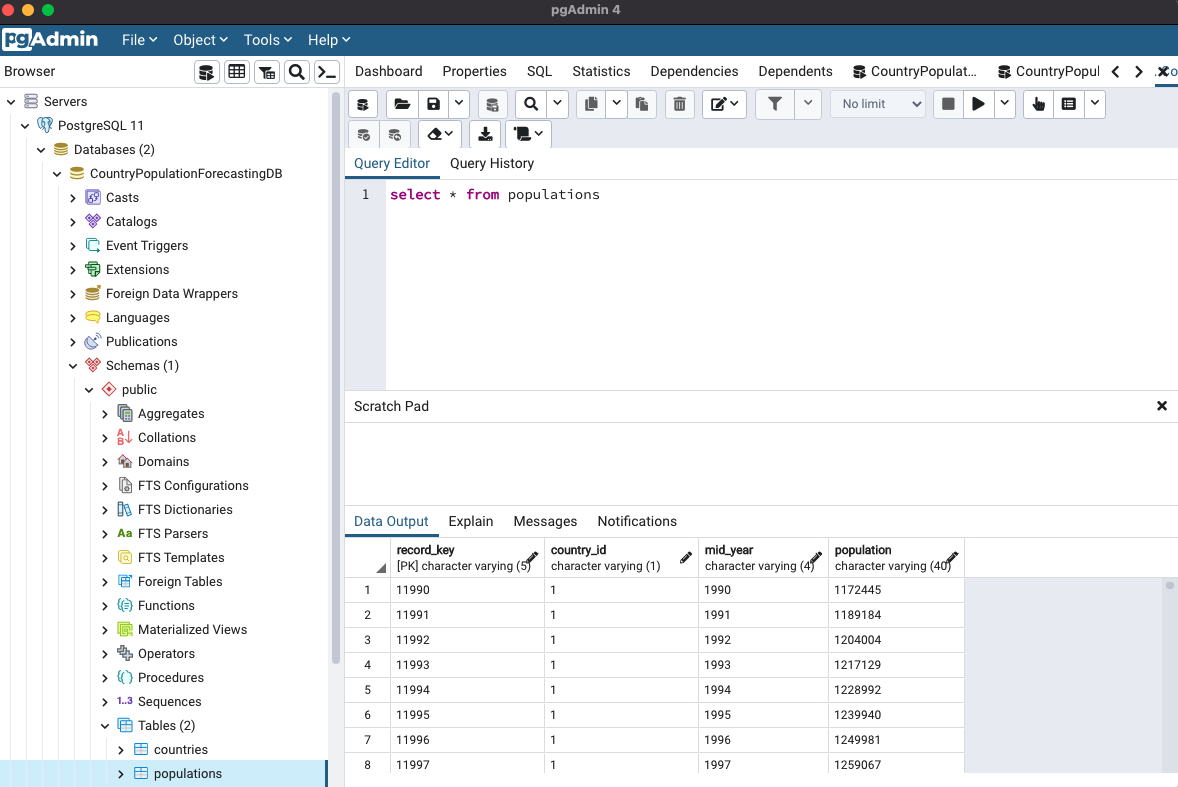 pgAdmin 4
pgAdmin File Object Tools Help
Browser
Dashboard Properties SQL Statistics Dependencies Dependents CountryPopulat... CountryPopul Co
Servers
PostgreSQL 11
Databases (2)
CountryPopulationForecastingDB
Casts
Catalogs
Event Triggers
Extensions
Foreign Data Wrappers
Languages
Publications
Schemas (1)
public
Aggregates
Collations
Domains
FTS Configurations
FTS Dictionaries
Aa FTS Parsers
FTS Templates
Foreign Tables
Functions
Materialized Views
Operators
Procedures
1..3 Sequences
Tables (2)
countries
populations
No limit
Query Editor Query History
1 select * from populations
Scratch Pad
Data Output Explain Messages Notifications
record_key country_id mid_year population
[PK] character varying (5) character varying (1) character varying (4) character varying (40)
1 11990 1 1990 1172445
2 11991 1 1991 1189184
3 11992 1 1992 1204004
4 11993 1 1993 1217129
5 11994 1 1994 1228992
6 11995 1 1995 1239940
7 11996 1 1996 1249981
8 11997 1 1997 1259067